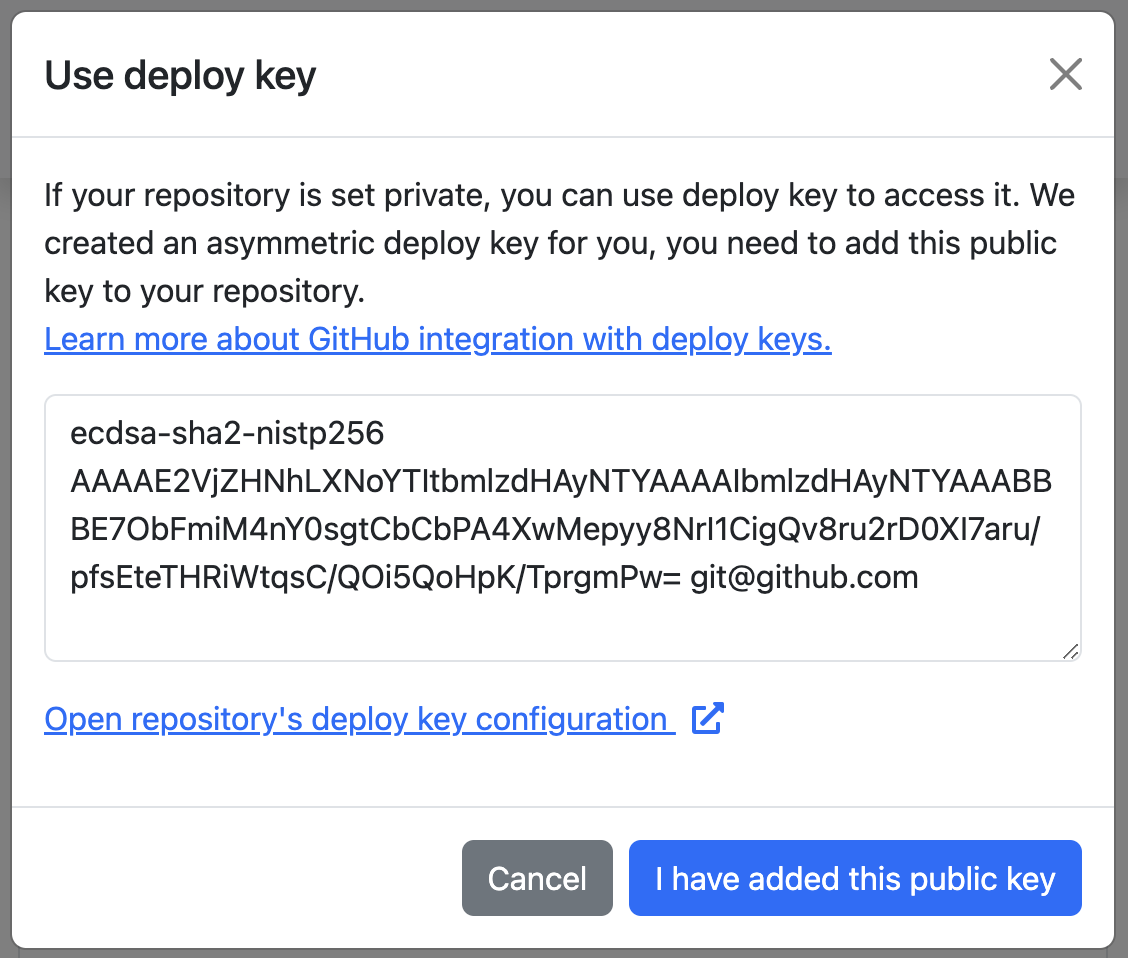 Use deploy key
If your repository is set private, you can use deploy key to access it. We
created an asymmetric deploy key for you, you need to add this public
key to your repository.
Learn more about GitHub integration with deploy keys.
ecdsa-sha2-nistp256
AAAAE2VjZHNhLXNoYTItbmlzdHAyNTYAAAAIbmlzdHAyNTYAAABB
BE7ObFmiM4nY0sgtCbCbPA4XwMepyy8NrI1CigQv8ru2rD0XI7aru/
pfsEteTHRiWtqsC/QOi5QoHpK/TprgmPw= git@github.com
Open repository's deploy key configuration
Cancel
I have added this public key